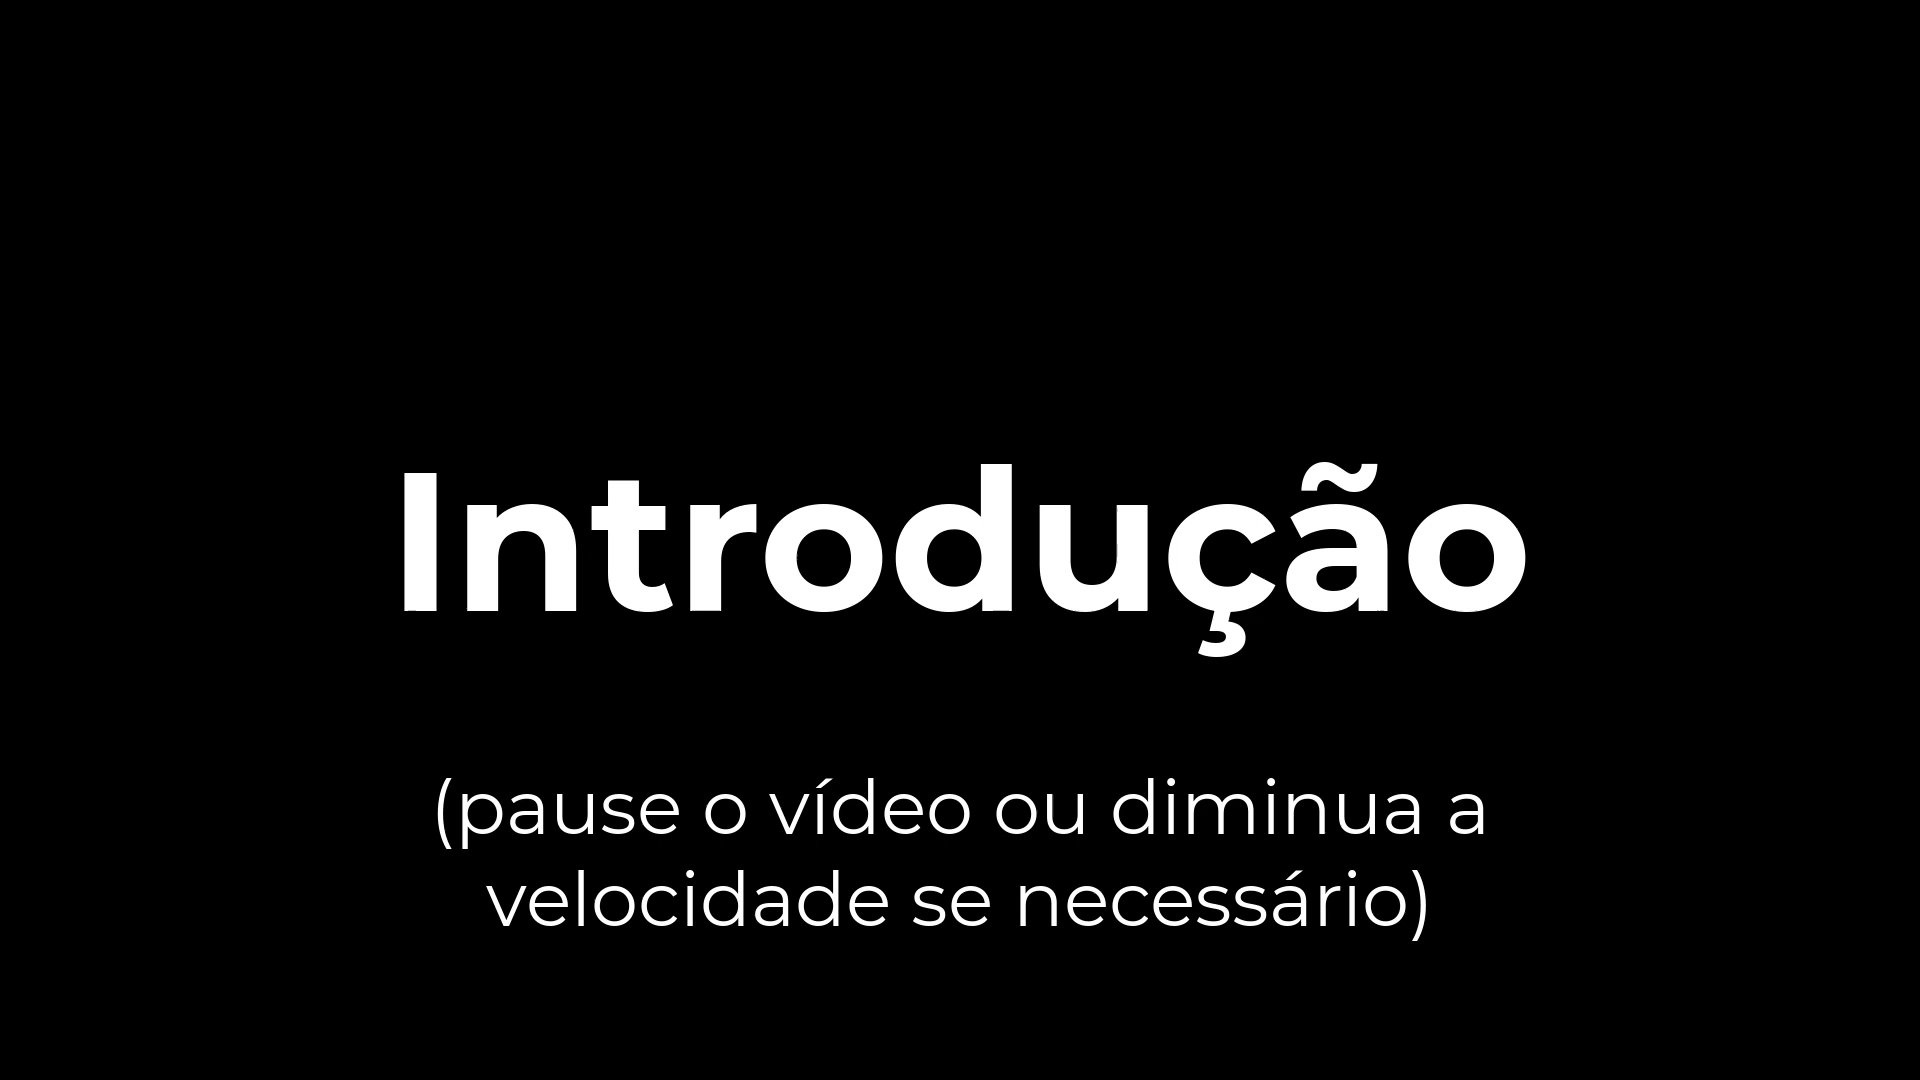 Introdução
(pause o vídeo ou diminua a
velocidade se necessário)